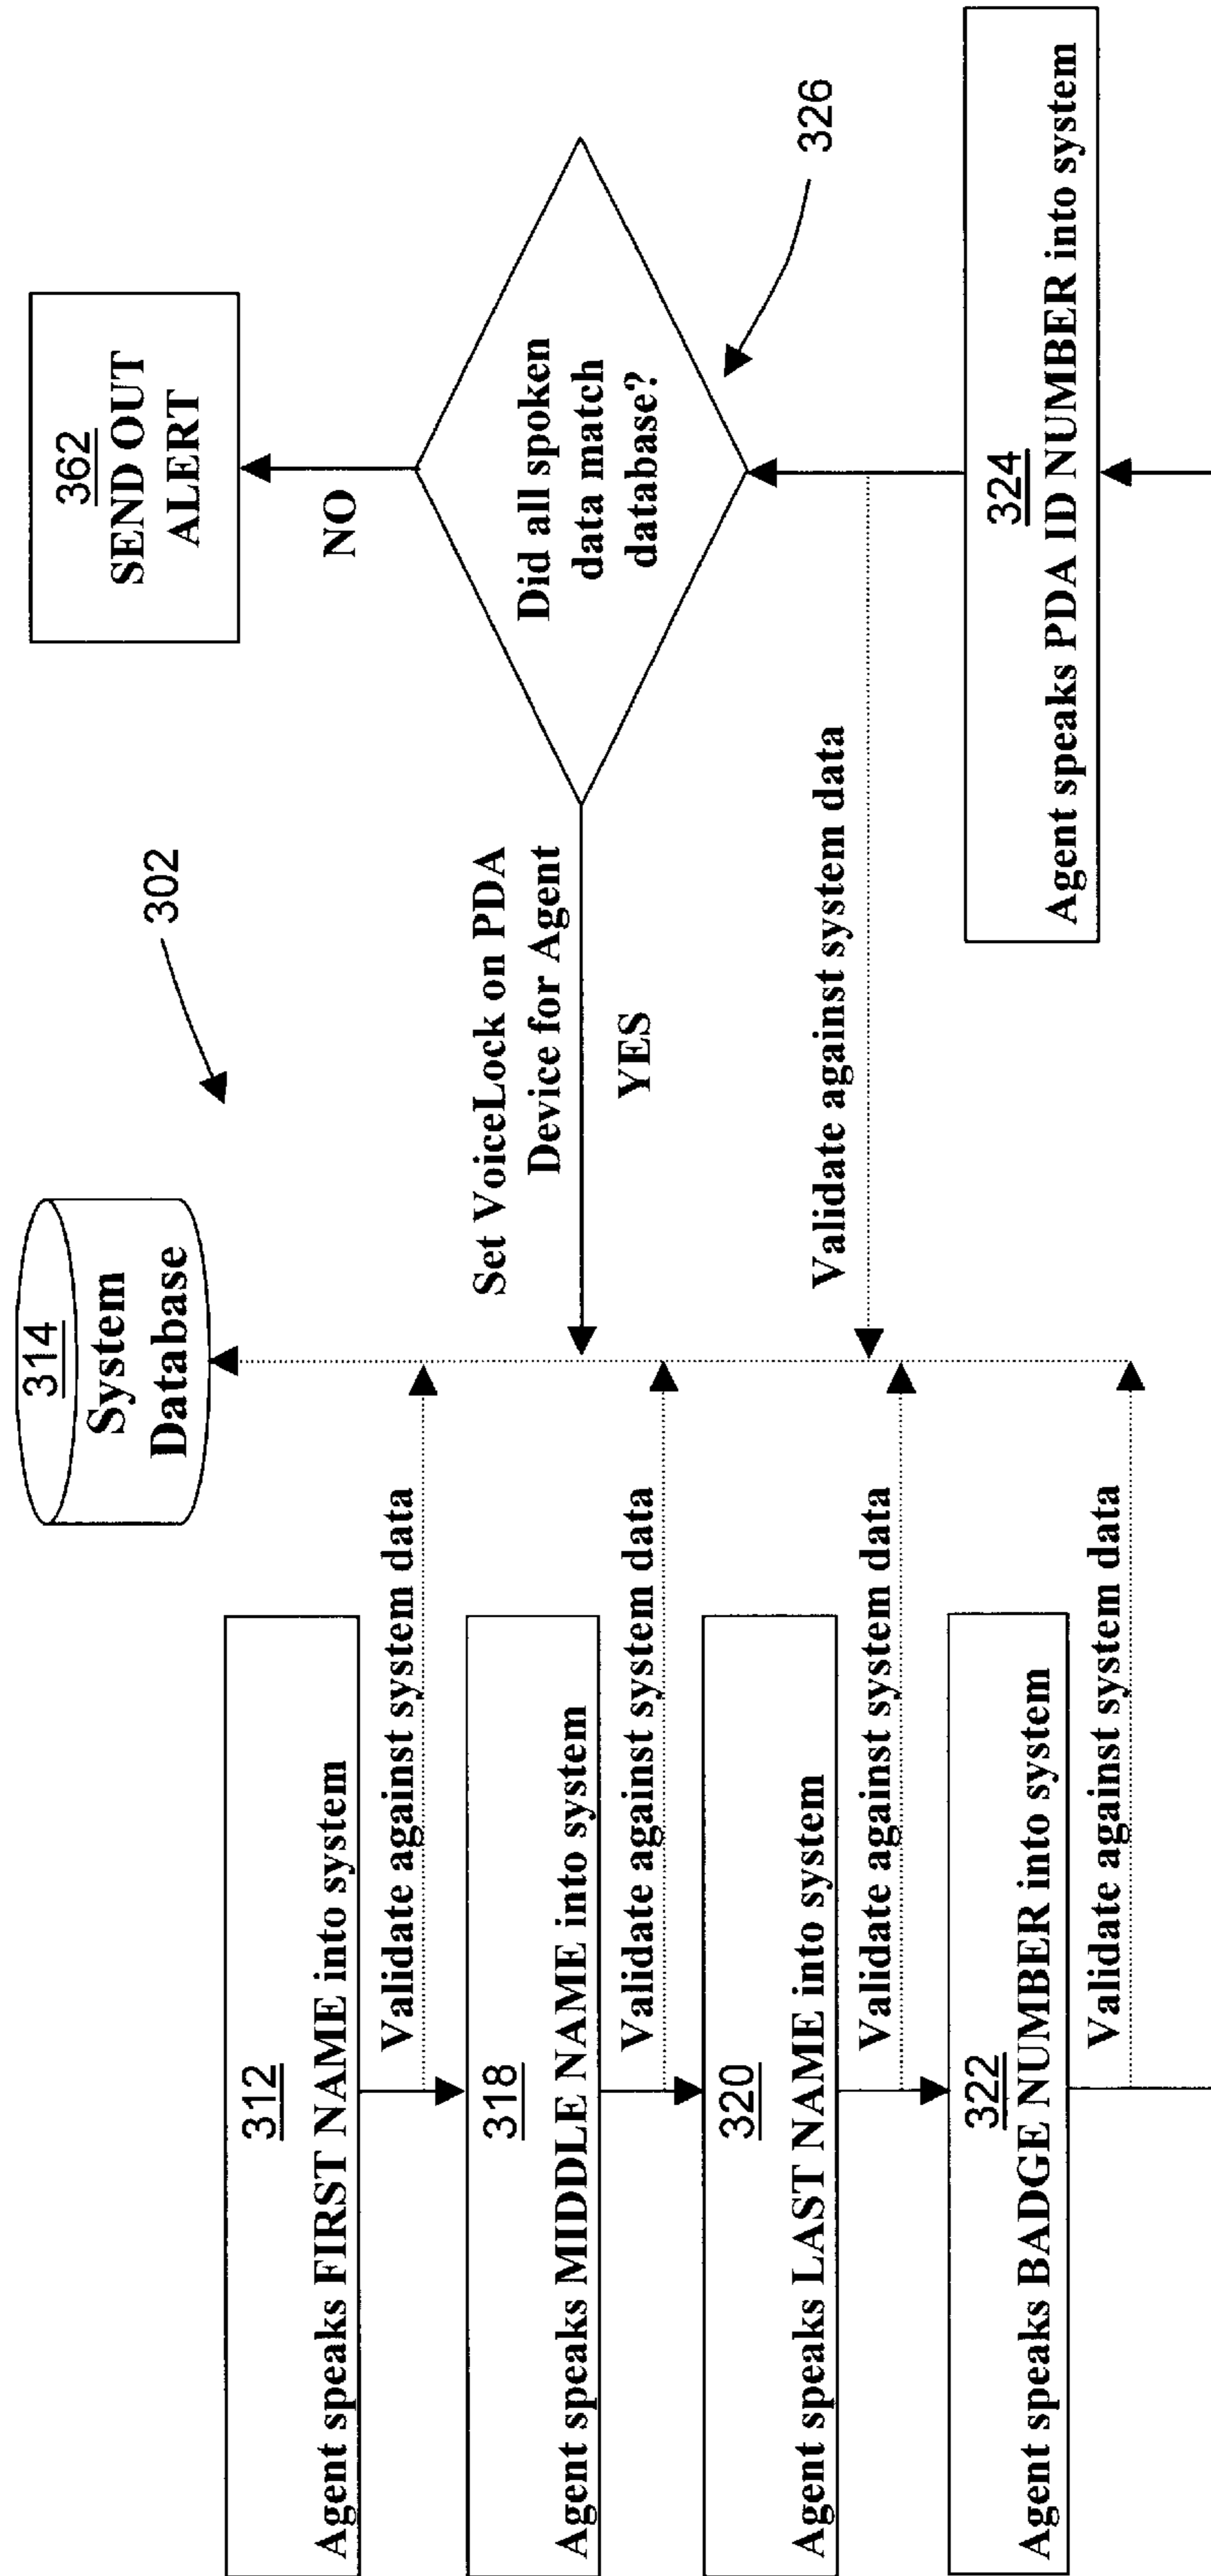 312
Agent speaks FIRST NAME into system
Validate against system data
318
Agent speaks MIDDLE NAME into system
Validate against system data
320
Agent speaks LAST NAME into system
Validate against system data
322
Agent speaks BADGE NUMBER into system
Validate against system data
314
System
Database
302
Set VoiceLock on PDA
Device for Agent
YES
Validate against system data
362
SEND OUT
ALERT
NO
Did all spoken
data match
database?
326
324
Agent speaks PDA ID NUMBER into system